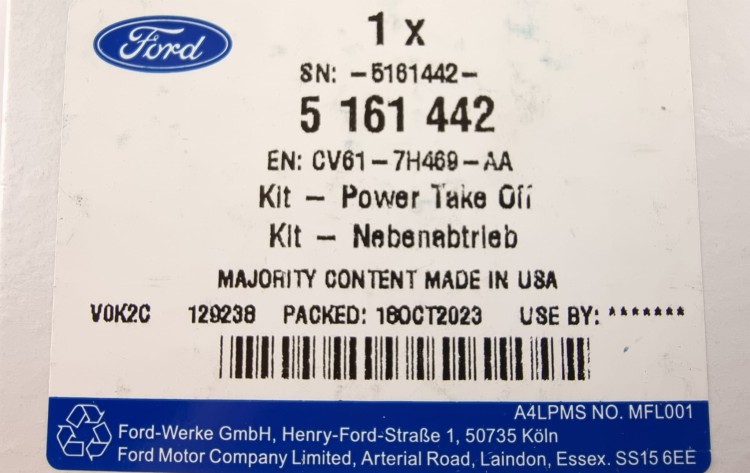 Ford
1 x
SN: -5161442-
5 161 442
EN: CV61-7H469-AA
Kit - Power Take Off
Kit - Nebenabtrieb
MAJORITY CONTENT MADE IN USA
V0K2C 129238 PACKED: 18OCT2023 USE BY: *******
A4LPMS NO. MFL001
Ford-Werke GmbH, Henry-Ford-Straße 1, 50735 Köln
Ford Motor Company Limited, Arterial Road, Laindon, Essex. SS15 6EE